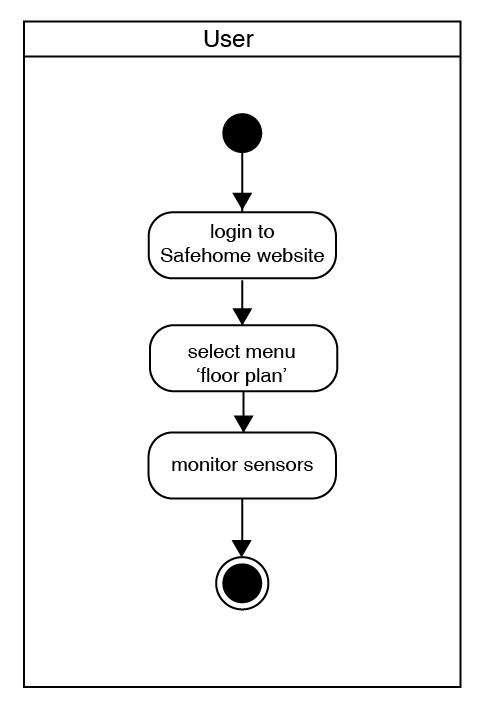 User
login to
Safehome website
select menu
‘floor plan’
monitor sensors